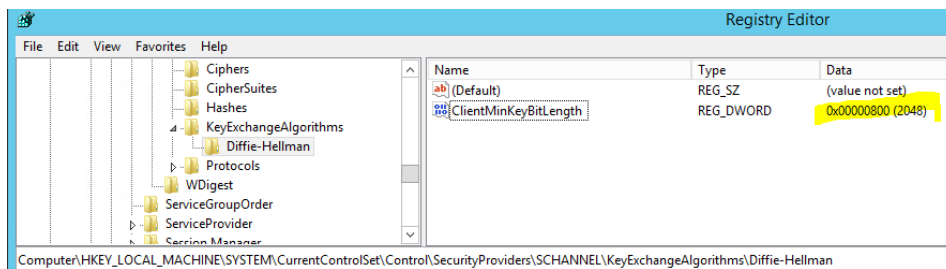 Registry Editor
File Edit View Favorites Help
Ciphers
CipherSuites
Hashes
KeyExchangeAlgorithms
Diffie-Hellman
Protocols
WDigest
ServiceGroupOrder
ServiceProvider
Session Manager
Name Type Data
(Default) REG_SZ (value not set)
ClientMinKeyBitLength REG_DWORD 0x00000800 (2048)
Computer\HKEY_LOCAL_MACHINE\SYSTEM\CurrentControlSet\Control\SecurityProviders\SCHANNEL\KeyExchangeAlgorithms\Diffie-Hellman